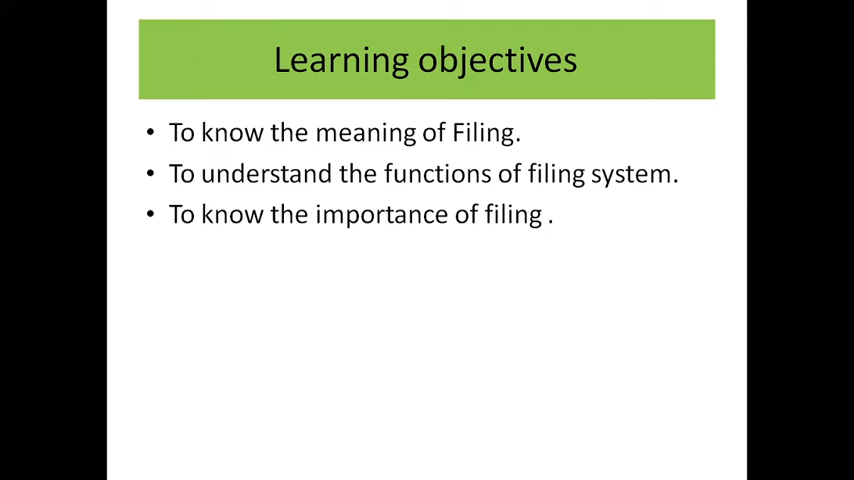 Learning objectives
• To know the meaning of Filing.
• To understand the functions of filing system.
• To know the importance of filing .